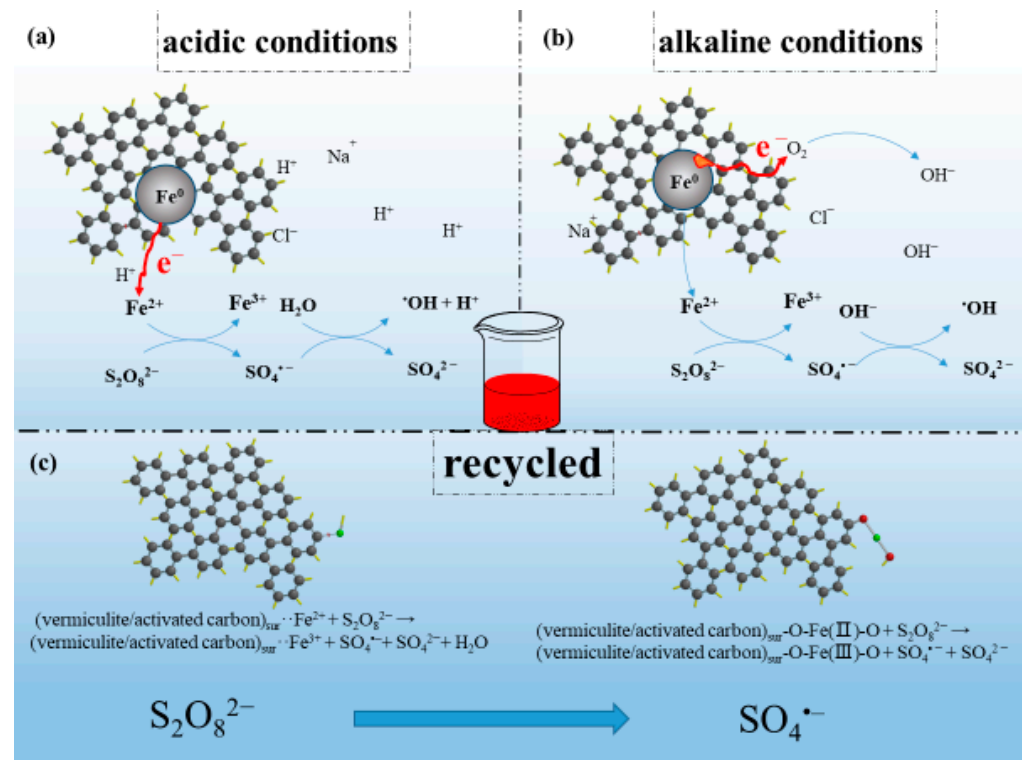 (a)
acidic conditions
H⁺
Na⁺
Fe⁰
H⁺
H⁺
Cl⁻
H⁺
e⁻
Fe²⁺
Fe³⁺
H₂O
•OH + H⁺
S₂O₈²⁻
SO₄•⁻
SO₄²⁻
(b)
alkaline conditions
e⁻
O₂
OH⁻
Fe⁰
Na⁺
Cl⁻
OH⁻
Fe²⁺
Fe³⁺
OH⁻
•OH
S₂O₈²⁻
SO₄•⁻
SO₄²⁻
(c)
recycled
(vermiculite/activated carbon)sur··Fe²⁺ + S₂O₈²⁻ →
(vermiculite/activated carbon)sur··Fe³⁺ + SO₄•⁻ + SO₄²⁻ + H₂O
(vermiculite/activated carbon)sur-O-Fe(Ⅱ)-O + S₂O₈²⁻ →
(vermiculite/activated carbon)sur-O-Fe(Ⅲ)-O + SO₄•⁻ + SO₄²⁻
S₂O₈²⁻
SO₄•⁻